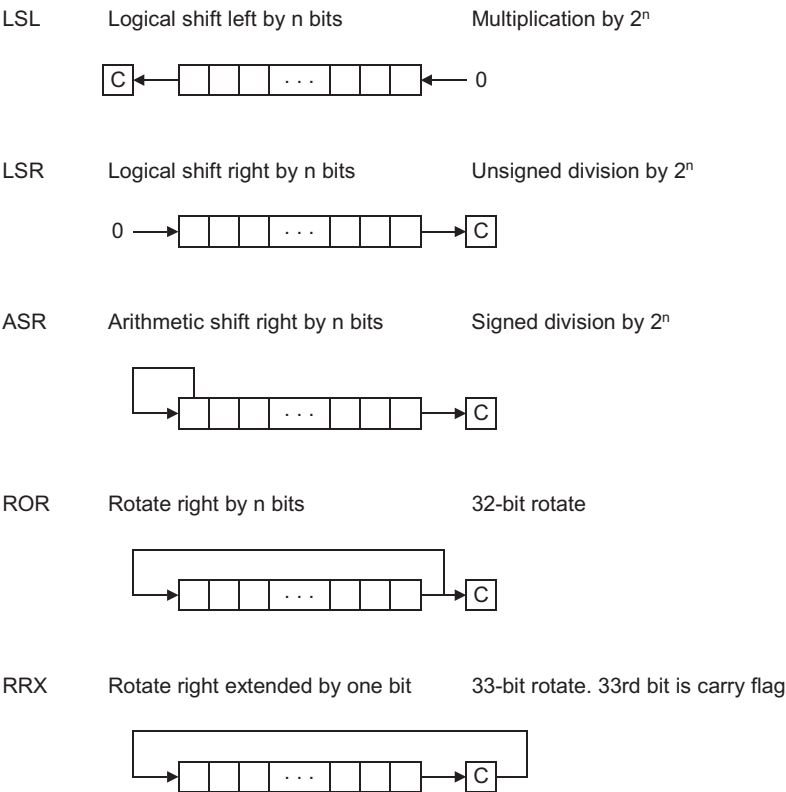 LSL Logical shift left by n bits Multiplication by 2ⁿ
C . . . 0
LSR Logical shift right by n bits Unsigned division by 2ⁿ
0 . . . C
ASR Arithmetic shift right by n bits Signed division by 2ⁿ
. . . C
ROR Rotate right by n bits 32-bit rotate
. . . C
RRX Rotate right extended by one bit 33-bit rotate. 33rd bit is carry flag
. . . C